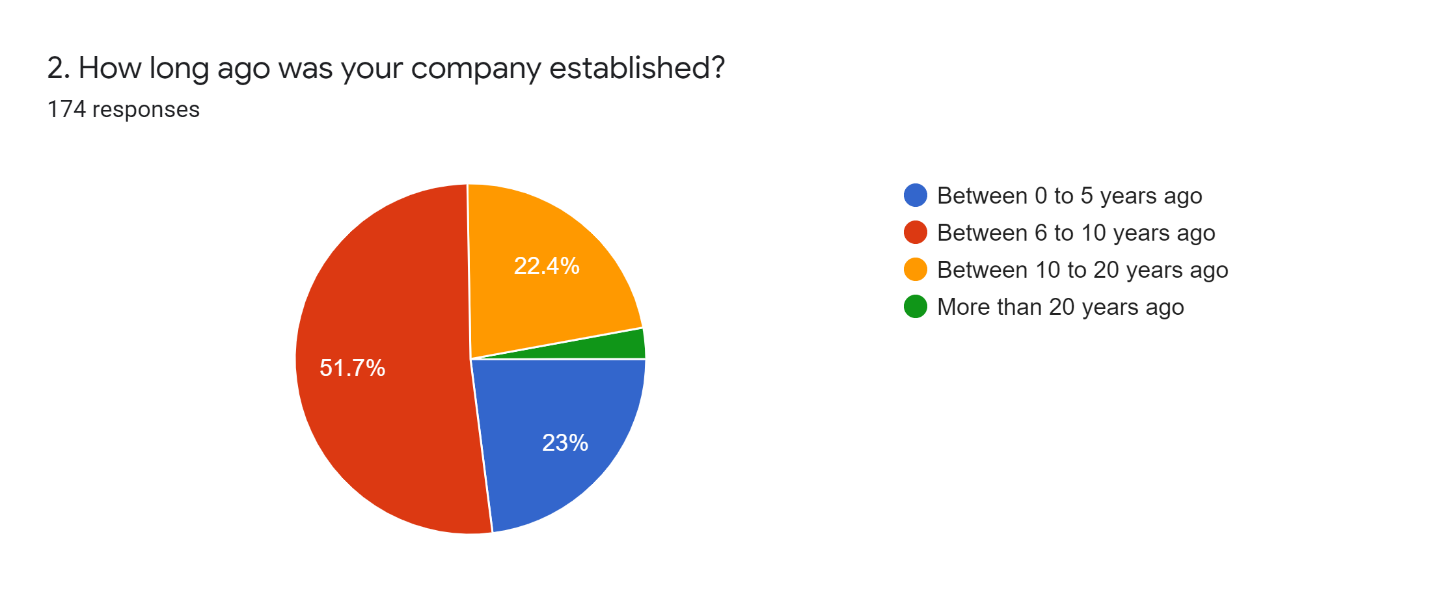 2. How long ago was your company established?
174 responses
22.4%
51.7%
23%
Between 0 to 5 years ago
Between 6 to 10 years ago
Between 10 to 20 years ago
More than 20 years ago